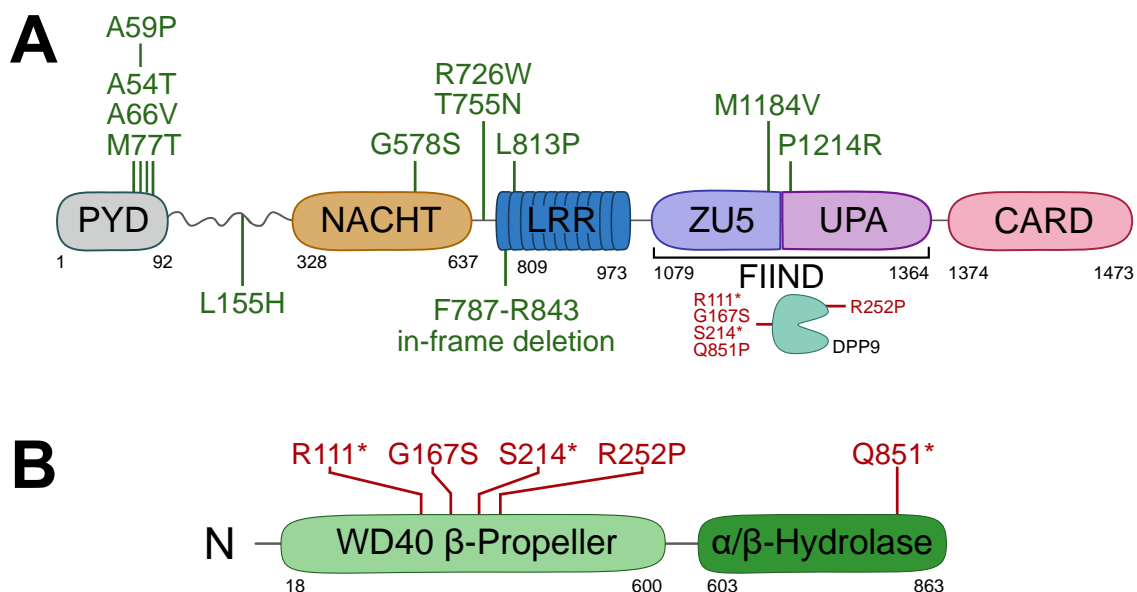 A
A59P
A54T
A66V
M77T
G578S
R726W
T755N
L813P
M1184V
P1214R
PYD
NACHT
LRR
ZU5
UPA
CARD
1
92
328
637
809
973
1079
1364
1374
1473
FIIND
L155H
F787-R843
in-frame deletion
R111*
G167S
S214*
Q851P
R252P
DPP9
B
R111*
G167S
S214*
R252P
Q851*
N
WD40 β-Propeller
α/β-Hydrolase
18
600
603
863